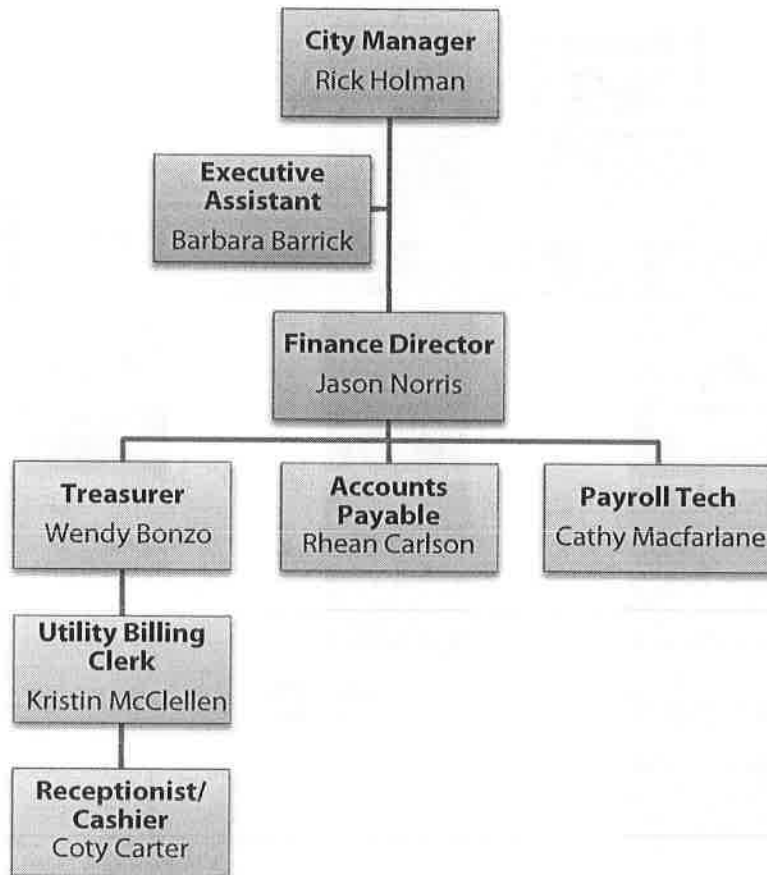 City Manager
Rick Holman
Executive
Assistant
Barbara Barrick
Finance Director
Jason Norris
Treasurer
Wendy Bonzo
Accounts
Payable
Rhean Carlson
Payroll Tech
Cathy Macfarlane
Utility Billing
Clerk
Kristin McClellen
Receptionist/
Cashier
Coty Carter